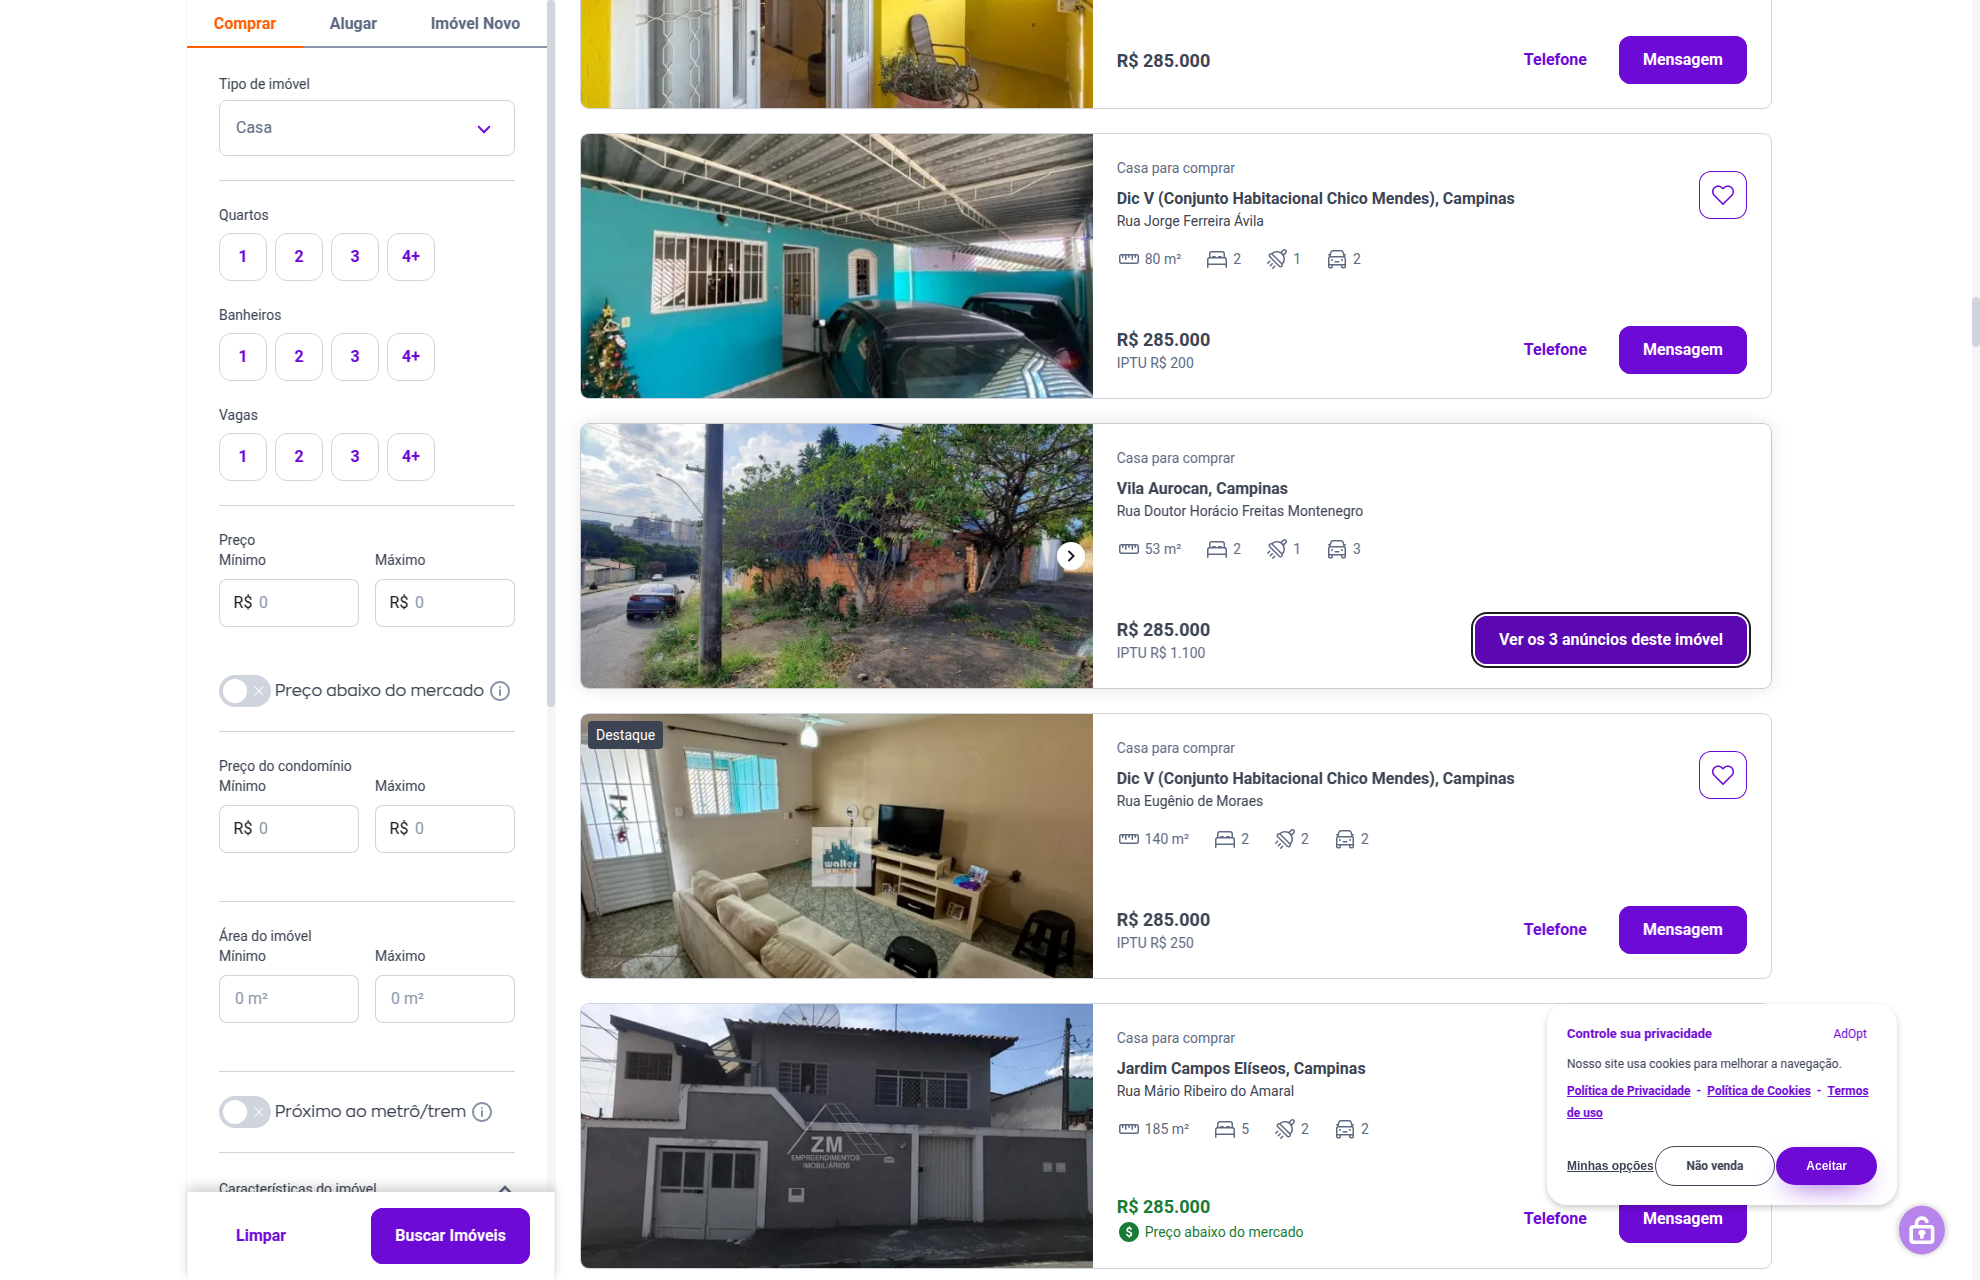 Comprar
Alugar
Imóvel Novo
Tipo de imóvel
Casa
Quartos
1
2
3
4+
Banheiros
1
2
3
4+
Vagas
1
2
3
4+
Preço
Mínimo
Máximo
R$ 0
R$ 0
Preço abaixo do mercado
Preço do condomínio
Mínimo
Máximo
R$ 0
R$ 0
Área do imóvel
Mínimo
Máximo
0 m²
0 m²
Próximo ao metrô/trem
Características do imóvel
Limpar
Buscar Imóveis
R$ 285.000
Telefone
Mensagem
Casa para comprar
Dic V (Conjunto Habitacional Chico Mendes), Campinas
Rua Jorge Ferreira Ávila
80 m²
2
1
2
R$ 285.000
IPTU R$ 200
Telefone
Mensagem
Casa para comprar
Vila Aurocan, Campinas
Rua Doutor Horácio Freitas Montenegro
53 m²
2
1
3
R$ 285.000
IPTU R$ 1.100
Ver os 3 anúncios deste imóvel
Destaque
walter
Casa para comprar
Dic V (Conjunto Habitacional Chico Mendes), Campinas
Rua Eugênio de Moraes
140 m²
2
2
2
R$ 285.000
IPTU R$ 250
Telefone
Mensagem
ZM
EMPREENDIMENTOS
IMOBILIÁRIOS
Casa para comprar
Jardim Campos Elíseos, Campinas
Rua Mário Ribeiro do Amaral
185 m²
5
2
2
R$ 285.000
Preço abaixo do mercado
Telefone
Mensagem
Controle sua privacidade
AdOpt
Nosso site usa cookies para melhorar a navegação.
Política de Privacidade - Política de Cookies - Termos
de uso
Minhas opções
Não venda
Aceitar